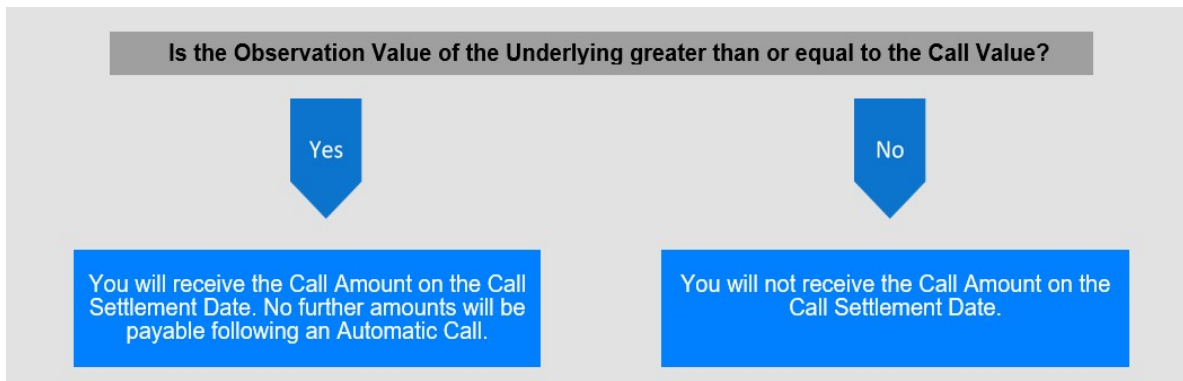 Is the Observation Value of the Underlying greater than or equal to the Call Value?
Yes
No
You will receive the Call Amount on the Call
Settlement Date. No further amounts will be
payable following an Automatic Call.
You will not receive the Call Amount on the
Call Settlement Date.